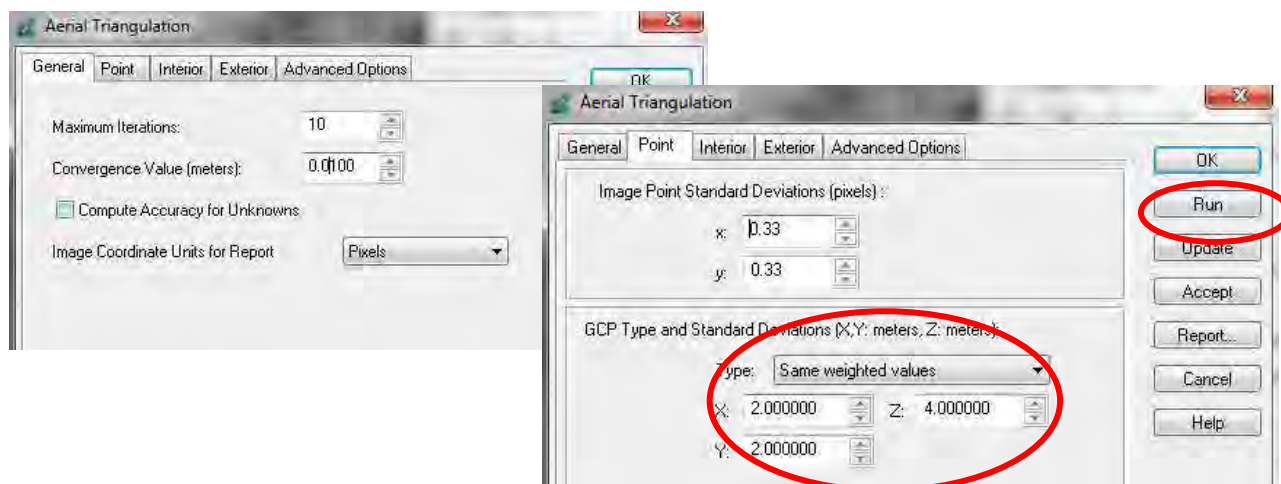 Aerial Triangulation
General Point Interior Exterior Advanced Options
OK
Maximum Iterations: 10
Convergence Value (meters): 0.0100
Compute Accuracy for Unknowns
Image Coordinate Units for Report Pixels
Aerial Triangulation
General Point Interior Exterior Advanced Options
Image Point Standard Deviations (pixels) :
x: 0.33
y: 0.33
GCP Type and Standard Deviations (X,Y: meters, Z: meters):
Type: Same weighted values
X: 2.000000 Z: 4.000000
Y: 2.000000
OK
Run
Update
Accept
Report...
Cancel
Help